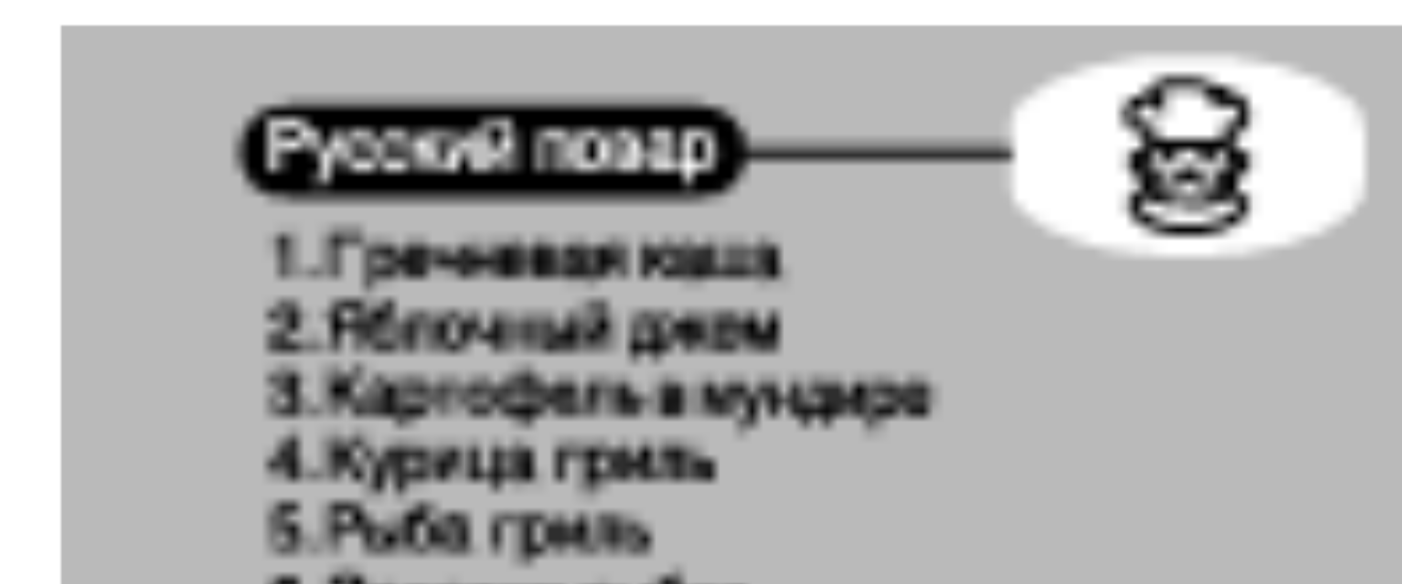 Русский повар
1.Гречневая каша
2.Яблочный джем
3.Картофель в мундире
4.Курица гриль
5.Рыба гриль